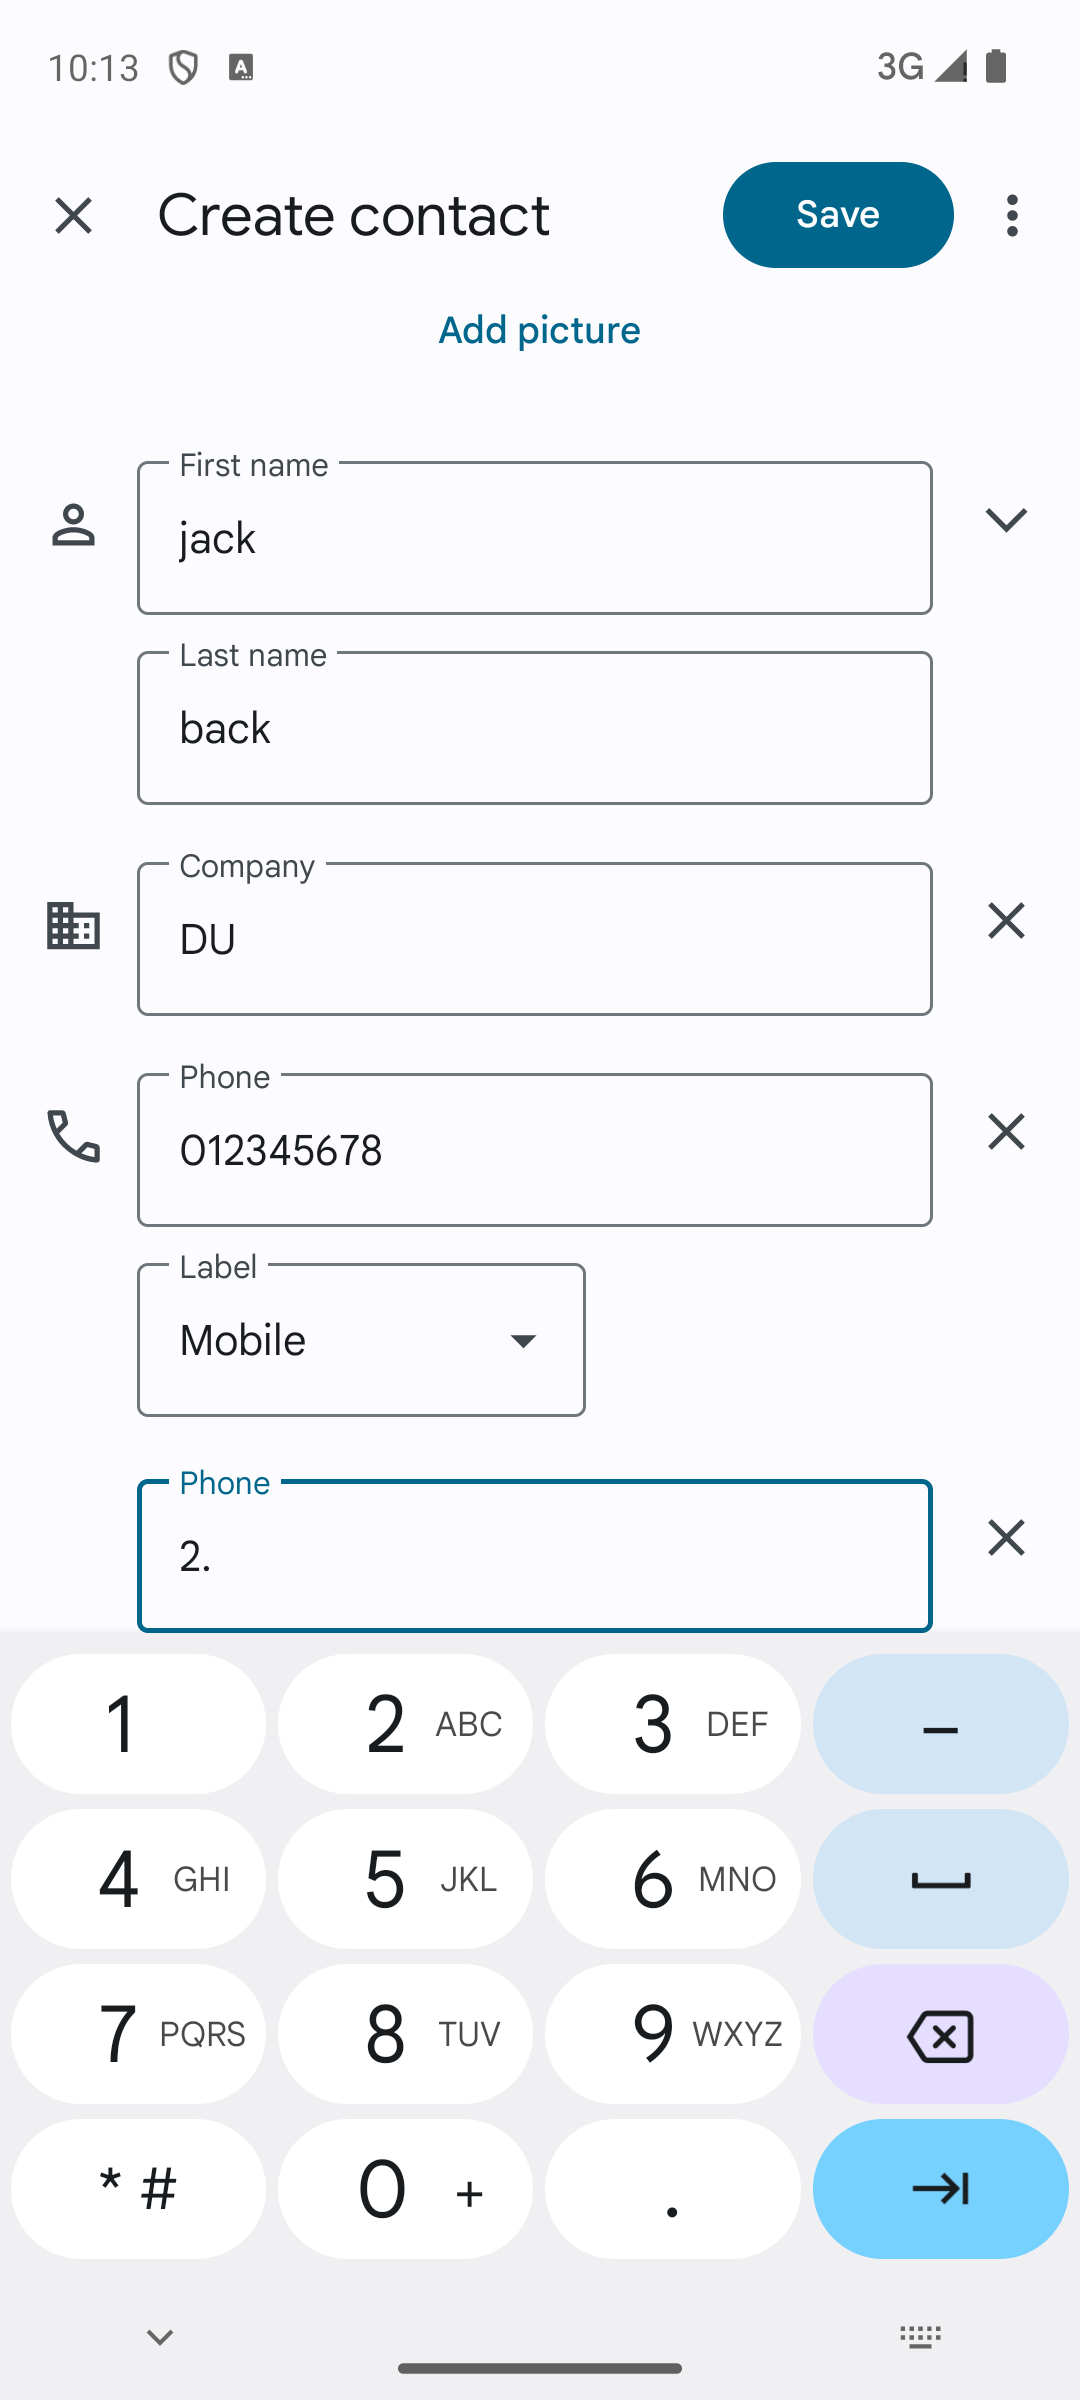 10:13
3G
Create contact
Save
Add picture
First name
jack
Last name
back
Company
DU
Phone
012345678
Label
Mobile
Phone
2.
1
2 ABC
3 DEF
–
4 GHI
5 JKL
6 MNO
7 PQRS
8 TUV
9 WXYZ
* #
0 +
.